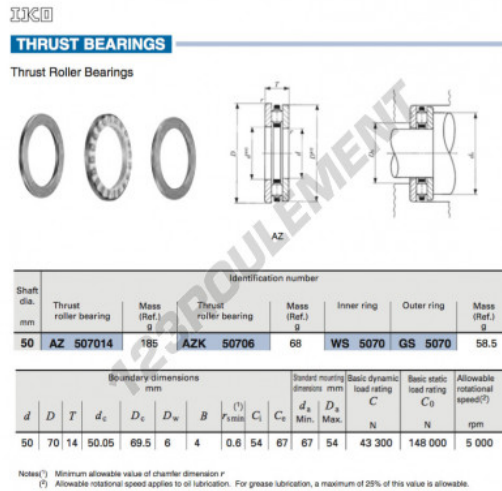 IKO
THRUST BEARINGS
Thrust Roller Bearings
T
r
r
D
d
AZ
123ROULEMENT
Shaft dia. mm
Identification number
Thrust roller bearing
Mass (Ref.) g
Thrust roller bearing
Mass (Ref.) g
Inner ring
Outer ring
Mass (Ref.) g
50 AZ 507014 185 AZK 50706 68 WS 5070 GS 5070 58.5
Boundary dimensions mm
Standard mounting dimensions mm
Basic dynamic load rating C N
Basic static load rating C₀ N
Allowable rotational speed(²) rpm
d D T dc Dc Dw B rs min(¹) Ci Ce da Min. Da Max.
50 70 14 50.05 69.5 6 4 0.6 54 67 67 54 43 300 148 000 5 000
Notes(¹) Minimum allowable value of chamfer dimension r
(²) Allowable rotational speed applies to oil lubrication. For grease lubrication, a maximum of 25% of this value is allowable.